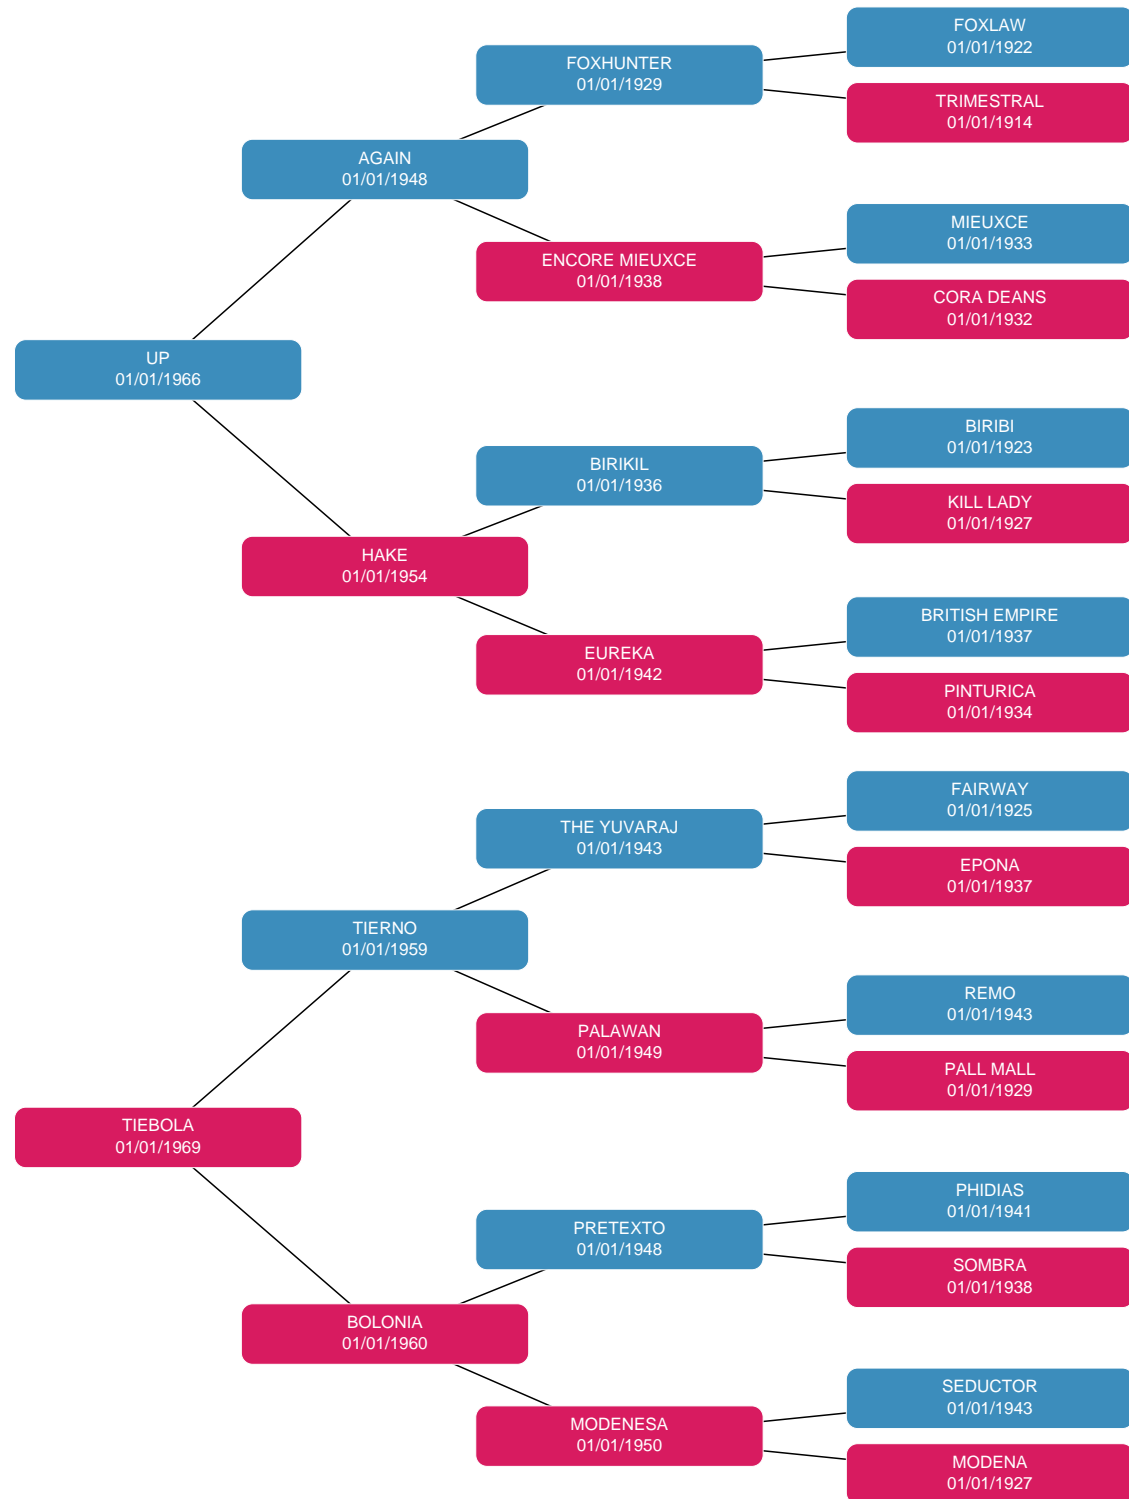 FOXLAW
01/01/1922
FOXHUNTER
01/01/1929
TRIMESTRAL
01/01/1914
AGAIN
01/01/1948
MIEUXCE
01/01/1933
ENCORE MIEUXCE
01/01/1938
CORA DEANS
01/01/1932
UP
01/01/1966
BIRIBI
01/01/1923
BIRIKIL
01/01/1936
KILL LADY
01/01/1927
HAKE
01/01/1954
BRITISH EMPIRE
01/01/1937
EUREKA
01/01/1942
PINTURICA
01/01/1934
FAIRWAY
01/01/1925
THE YUVARAJ
01/01/1943
EPONA
01/01/1937
TIERNO
01/01/1959
REMO
01/01/1943
PALAWAN
01/01/1949
PALL MALL
01/01/1929
TIEBOLA
01/01/1969
PHIDIAS
01/01/1941
PRETEXTO
01/01/1948
SOMBRA
01/01/1938
BOLONIA
01/01/1960
SEDUCTOR
01/01/1943
MODENESA
01/01/1950
MODENA
01/01/1927